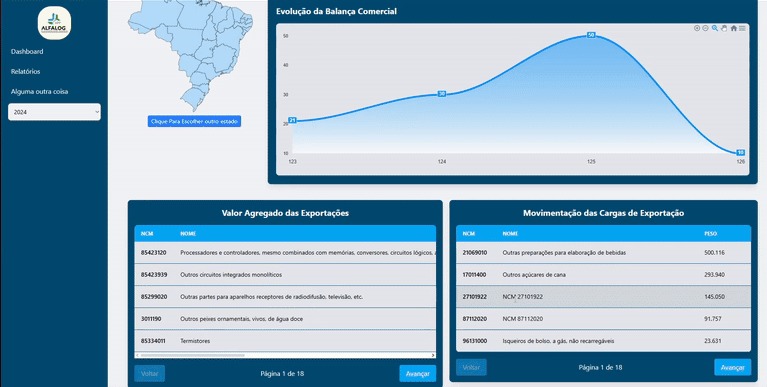 ALFALOG
Dashboard
Relatórios
Alguma outra coisa
2024
Clique Para Escolher outro estado
Evolução da Balança Comercial
50
40
30
20
10
21
30
50
10
123
124
125
126
Valor Agregado das Exportações
NCM NOME
85423120 Processadores e controladores, mesmo combinados com memórias, conversores, circuitos lógicos,
85423939 Outros circuitos integrados monolíticos
85299020 Outras partes para aparelhos receptores de radiodifusão, televisão, etc.
3011190 Outros peixes ornamentais, vivos, de água doce
85334011 Termistores
Voltar Página 1 de 18 Avançar
Movimentação das Cargas de Exportação
NCM NOME PESO
21069010 Outras preparações para elaboração de bebidas 500.116
17011400 Outros açúcares de cana 293.940
27101922 NCM 27101922 145.050
87112020 NCM 87112020 91.757
96131000 Isqueiros de bolso, a gás, não recarregáveis 23.631
Voltar Página 1 de 18 Avançar